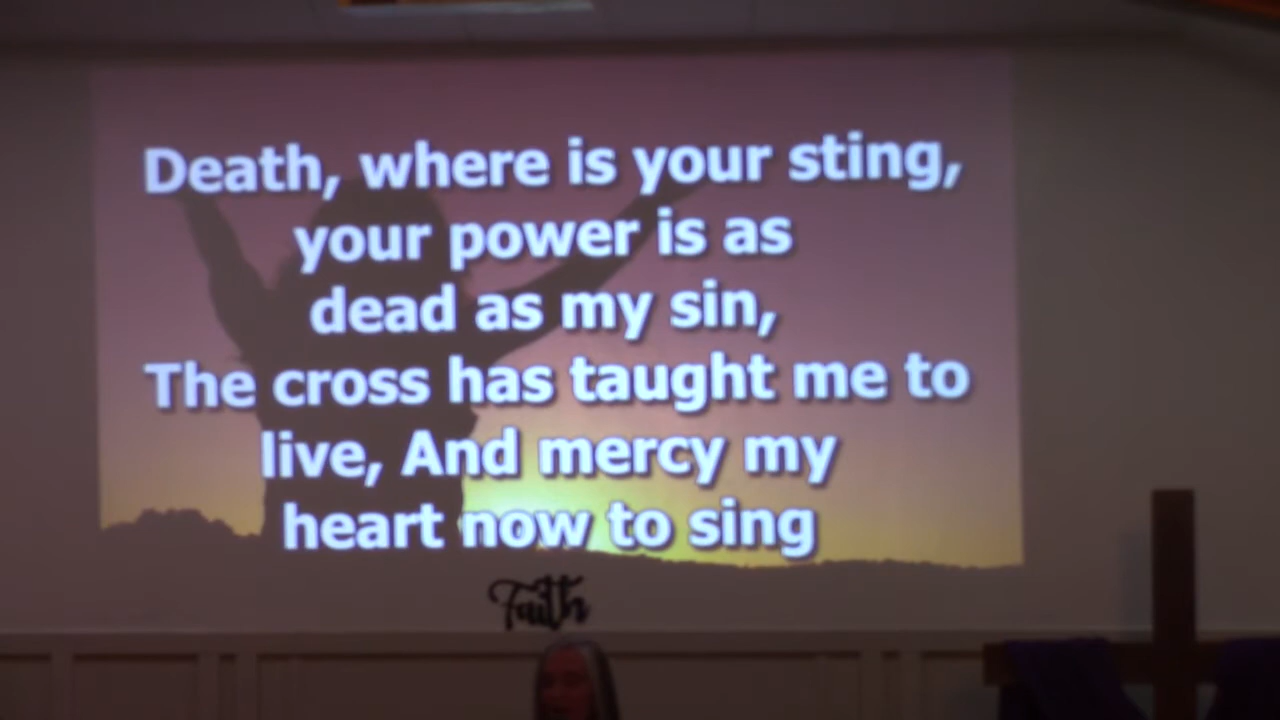 Death, where is your sting,
your power is as
dead as my sin,
The cross has taught me to
live, And mercy my
heart now to sing
Faith